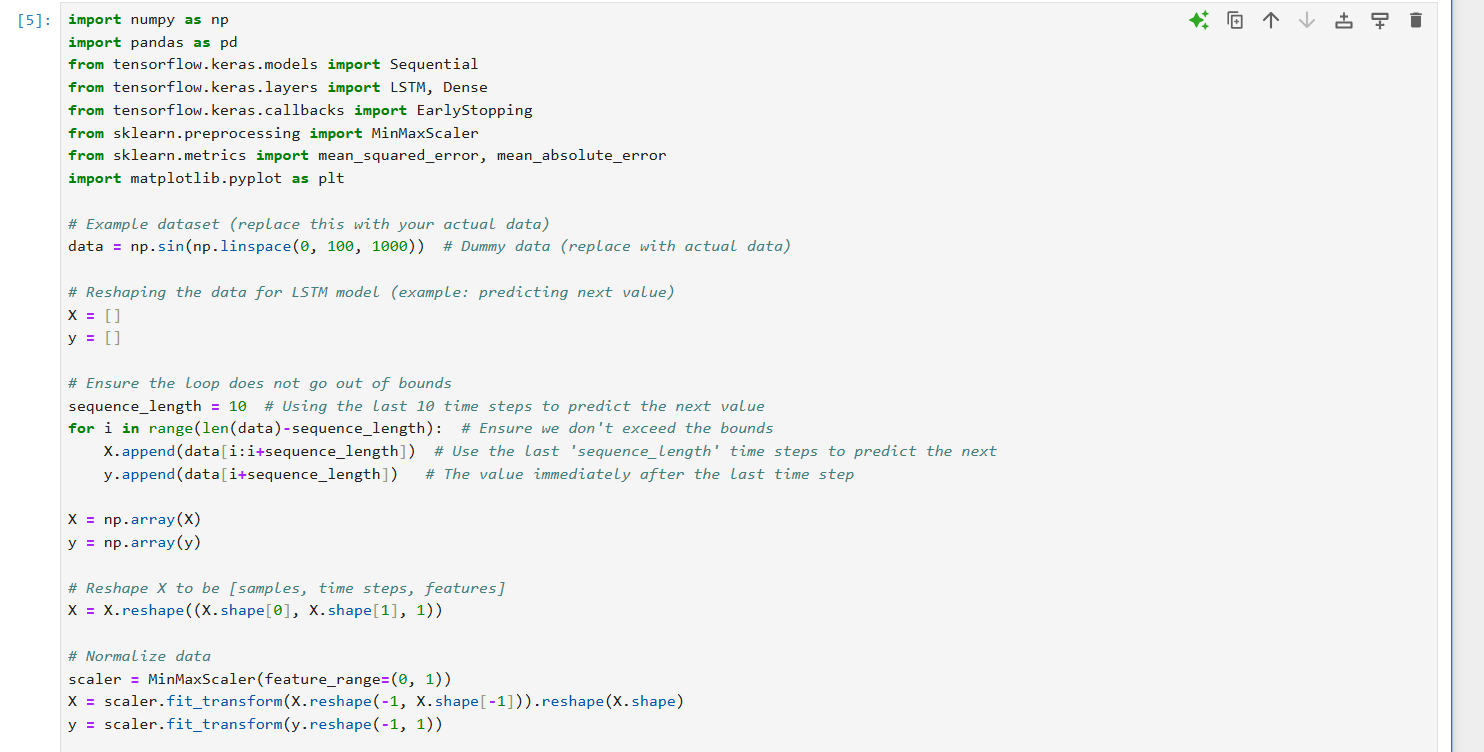 [5]:
import numpy as np
import pandas as pd
from tensorflow.keras.models import Sequential
from tensorflow.keras.layers import LSTM, Dense
from tensorflow.keras.callbacks import EarlyStopping
from sklearn.preprocessing import MinMaxScaler
from sklearn.metrics import mean_squared_error, mean_absolute_error
import matplotlib.pyplot as plt

# Example dataset (replace this with your actual data)
data = np.sin(np.linspace(0, 100, 1000))  # Dummy data (replace with actual data)

# Reshaping the data for LSTM model (example: predicting next value)
X = []
y = []

# Ensure the loop does not go out of bounds
sequence_length = 10  # Using the last 10 time steps to predict the next value
for i in range(len(data)-sequence_length):  # Ensure we don't exceed the bounds
    X.append(data[i:i+sequence_length])  # Use the last 'sequence_length' time steps to predict the next
    y.append(data[i+sequence_length])   # The value immediately after the last time step

X = np.array(X)
y = np.array(y)

# Reshape X to be [samples, time steps, features]
X = X.reshape((X.shape[0], X.shape[1], 1))

# Normalize data
scaler = MinMaxScaler(feature_range=(0, 1))
X = scaler.fit_transform(X.reshape(-1, X.shape[-1])).reshape(X.shape)
y = scaler.fit_transform(y.reshape(-1, 1))